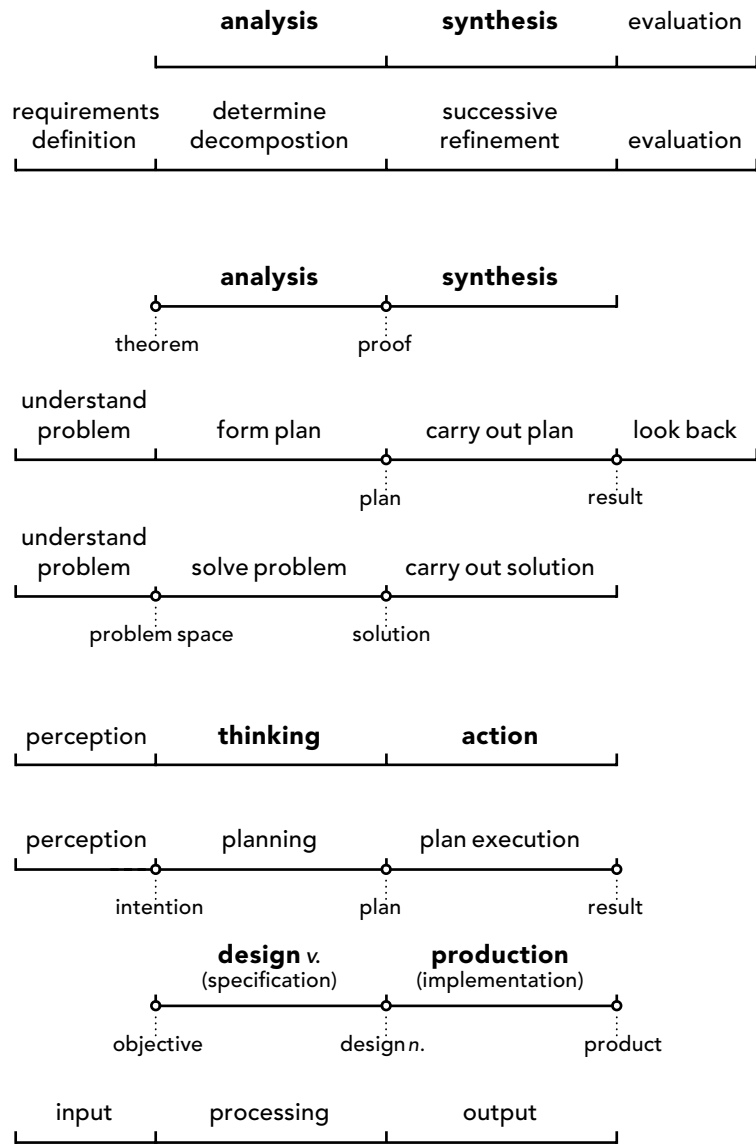 analysis synthesis evaluation
requirements determine successive
definition decompostion refinement evaluation
analysis synthesis
theorem proof
understand
problem form plan carry out plan look back
plan result
understand
problem solve problem carry out solution
problem space solution
perception thinking action
perception planning plan execution
intention plan result
design v. production
(specification) (implementation)
objective design n. product
input processing output